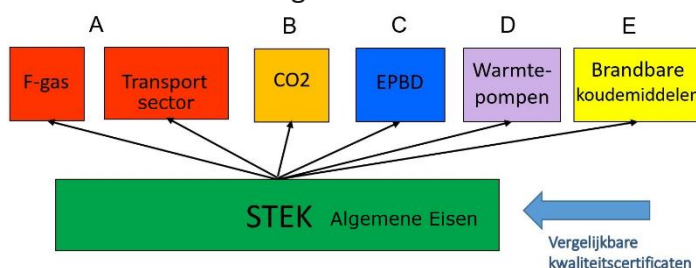 A B C D E
F-gas
Transport
sector
CO2
EPBD
Warmte-
pompen
Brandbare
koudemiddelen
STEK Algemene Eisen
Vergelijkbare
kwaliteitscertificaten